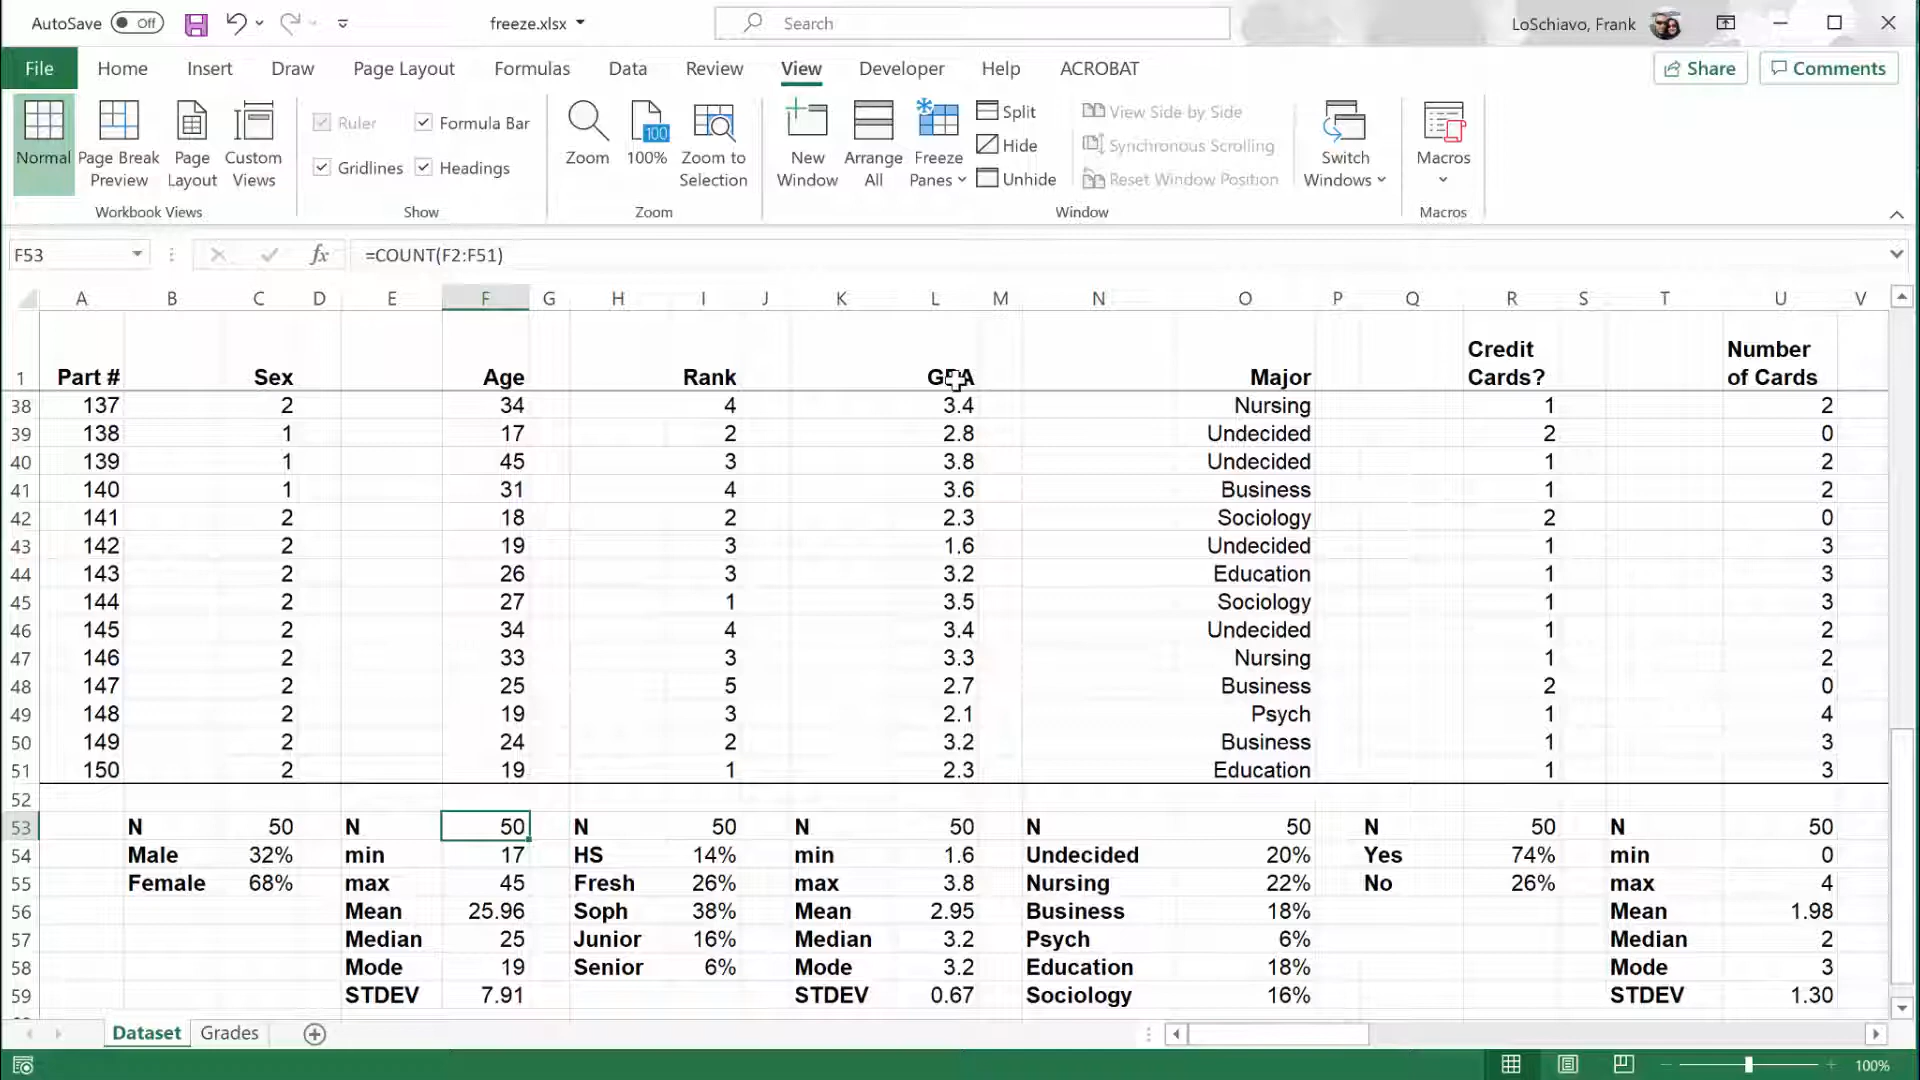 AutoSave Off freeze.xlsx Search LoSchiavo, Frank
File Home Insert Draw Page Layout Formulas Data Review View Developer Help ACROBAT Share Comments
Normal
Page Break Preview
Page Layout
Custom Views
Workbook Views
Ruler Formula Bar
Gridlines Headings
Show
Zoom
100
100%
Zoom to Selection
Zoom
New Window
Arrange All
Freeze Panes
Split
Hide
Unhide
View Side by Side
Synchronous Scrolling
Reset Window Position
Switch Windows
Window
Macros
Macros
F53 fx =COUNT(F2:F51)
A B C D E F G H I J K L M N O P Q R S T U V
1 Part # Sex Age Rank GPA Major Credit Cards? Number of Cards
38 137 2 34 4 3.4 Nursing 1 2
39 138 1 17 2 2.8 Undecided 2 0
40 139 1 45 3 3.8 Undecided 1 2
41 140 1 31 4 3.6 Business 1 2
42 141 2 18 2 2.3 Sociology 2 0
43 142 2 19 3 1.6 Undecided 1 3
44 143 2 26 3 3.2 Education 1 3
45 144 2 27 1 3.5 Sociology 1 3
46 145 2 34 4 3.4 Undecided 1 2
47 146 2 33 3 3.3 Nursing 1 2
48 147 2 25 5 2.7 Business 2 0
49 148 2 19 3 2.1 Psych 1 4
50 149 2 24 2 3.2 Business 1 3
51 150 2 19 1 2.3 Education 1 3
52
53 N 50 N 50 N 50 N 50 N 50 N 50 N 50
54 Male 32% min 17 HS 14% min 1.6 Undecided 20% Yes 74% min 0
55 Female 68% max 45 Fresh 26% max 3.8 Nursing 22% No 26% max 4
56 Mean 25.96 Soph 38% Mean 2.95 Business 18% Mean 1.98
57 Median 25 Junior 16% Median 3.2 Psych 6% Median 2
58 Mode 19 Senior 6% Mode 3.2 Education 18% Mode 3
59 STDEV 7.91 STDEV 0.67 Sociology 16% STDEV 1.30
Dataset Grades
100%